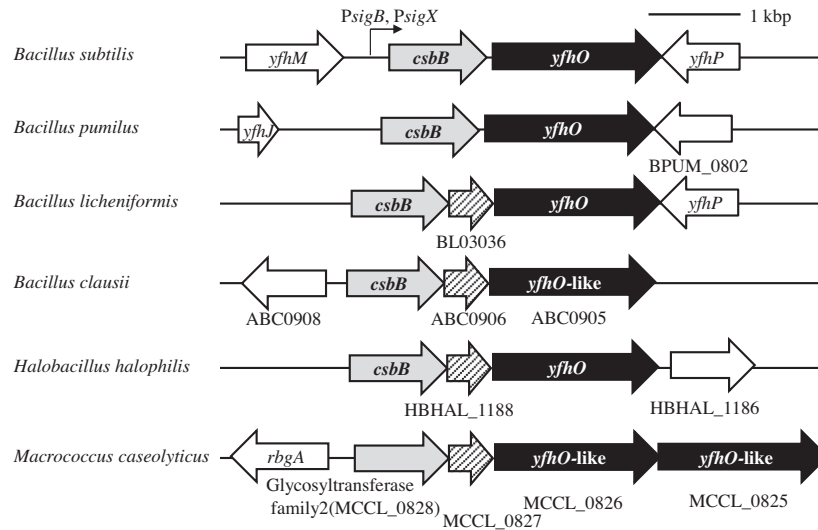 PsigB, PsigX
1 kbp
Bacillus subtilis
yfhM
csbB
yfhO
yfhP
Bacillus pumilus
yfhJ
csbB
yfhO
BPUM_0802
Bacillus licheniformis
csbB
yfhO
yfhP
BL03036
Bacillus clausii
csbB
yfhO-like
ABC0908
ABC0906
ABC0905
Halobacillus halophilis
csbB
yfhO
HBHAL_1188
HBHAL_1186
Macrococcus caseolyticus
rbgA
yfhO-like
yfhO-like
Glycosyltransferase
family2(MCCL_0828)
MCCL_0827
MCCL_0826
MCCL_0825